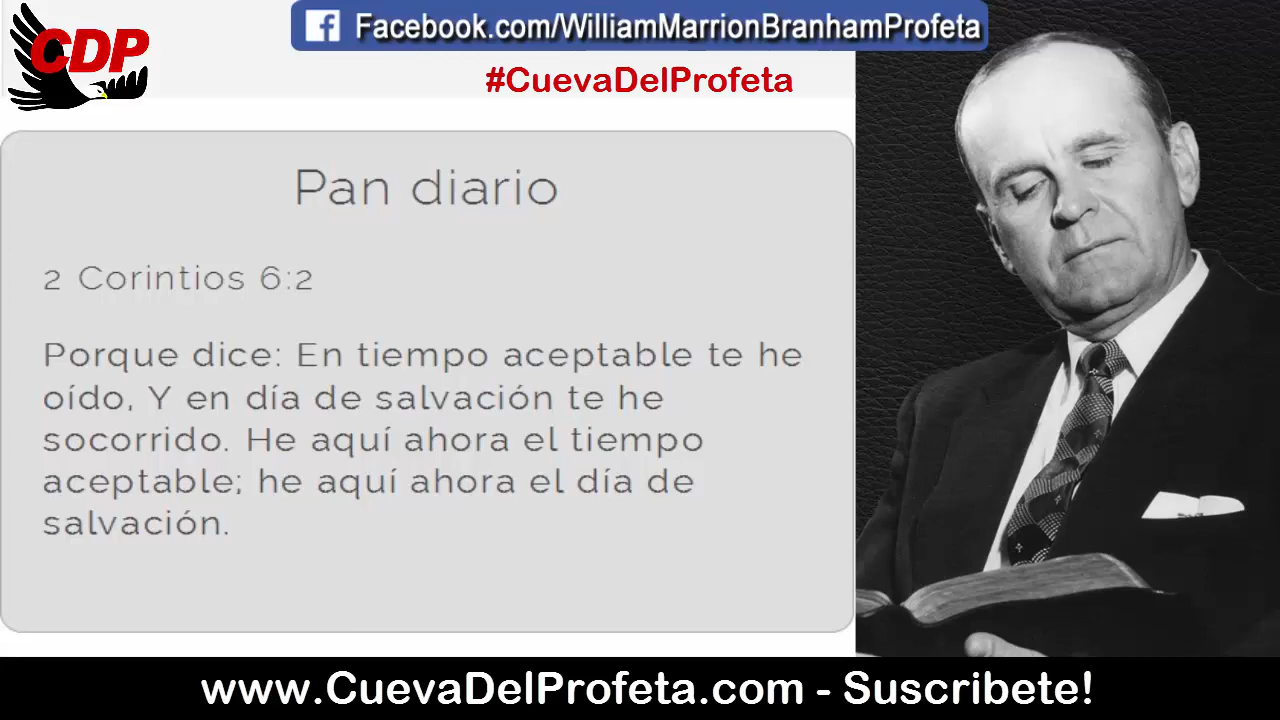 CDP
Facebook.com/WilliamMarrionBranhamProfeta
#CuevaDelProfeta
Pan diario
2 Corintios 6:2
Porque dice: En tiempo aceptable te he
oído, Y en día de salvación te he
socorrido. He aquí ahora el tiempo
aceptable; he aquí ahora el día de
salvación.
www.CuevaDelProfeta.com - Suscribete!